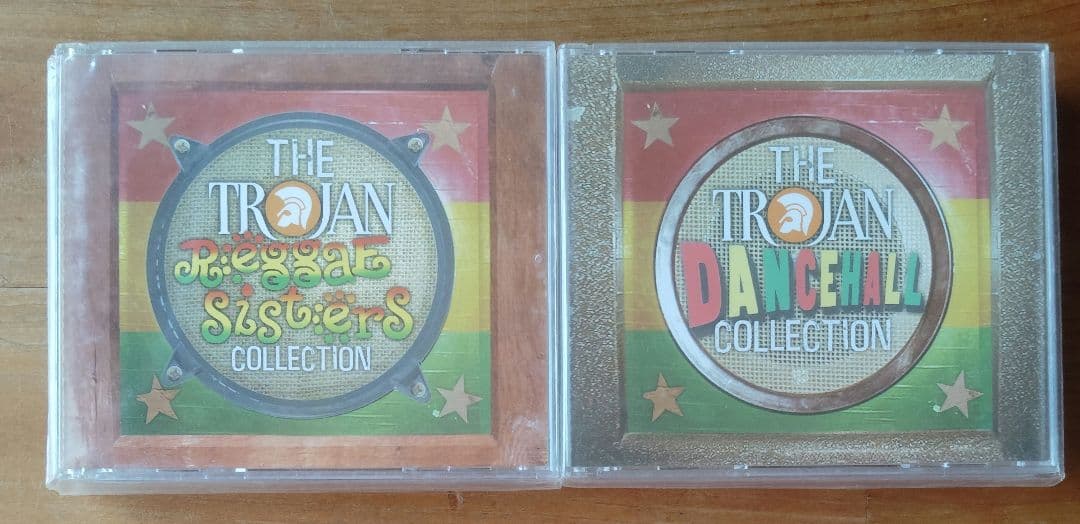 THE
TROJAN
Reggae
Sisters
COLLECTION
THE
TROJAN
DANCEHALL
COLLECTION